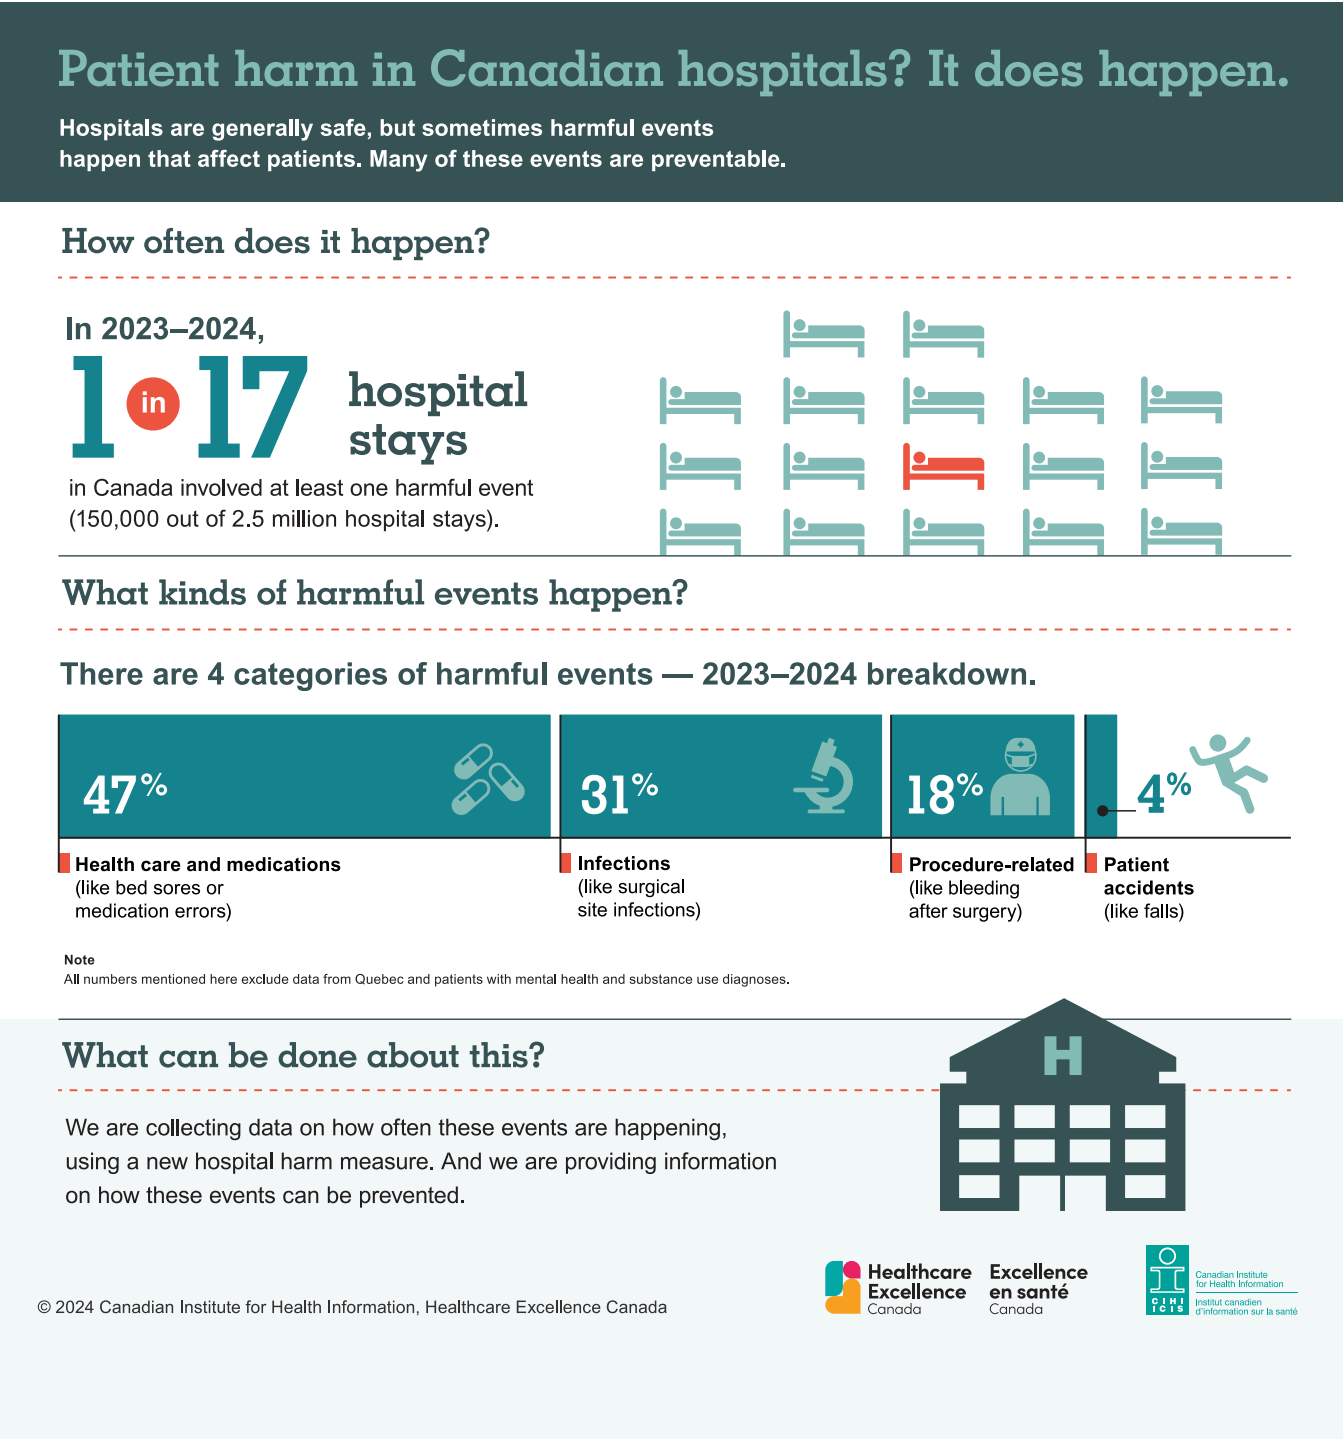 Patient harm in Canadian hospitals? It does happen.
Hospitals are generally safe, but sometimes harmful events
happen that affect patients. Many of these events are preventable.
How often does it happen?
In 2023–2024,
1 in 17
hospital
stays
in Canada involved at least one harmful event
(150,000 out of 2.5 million hospital stays).
What kinds of harmful events happen?
There are 4 categories of harmful events — 2023–2024 breakdown.
47%
Health care and medications
(like bed sores or
medication errors)
31%
Infections
(like surgical
site infections)
18%
Procedure-related
(like bleeding
after surgery)
4%
Patient
accidents
(like falls)
Note
All numbers mentioned here exclude data from Quebec and patients with mental health and substance use diagnoses.
What can be done about this?
H
We are collecting data on how often these events are happening,
using a new hospital harm measure. And we are providing information
on how these events can be prevented.
© 2024 Canadian Institute for Health Information, Healthcare Excellence Canada
Healthcare
Excellence
Canada
Excellence
en santé
Canada
CIHI
ICIS
Canadian Institute
for Health Information
Institut canadien
d'information sur la santé